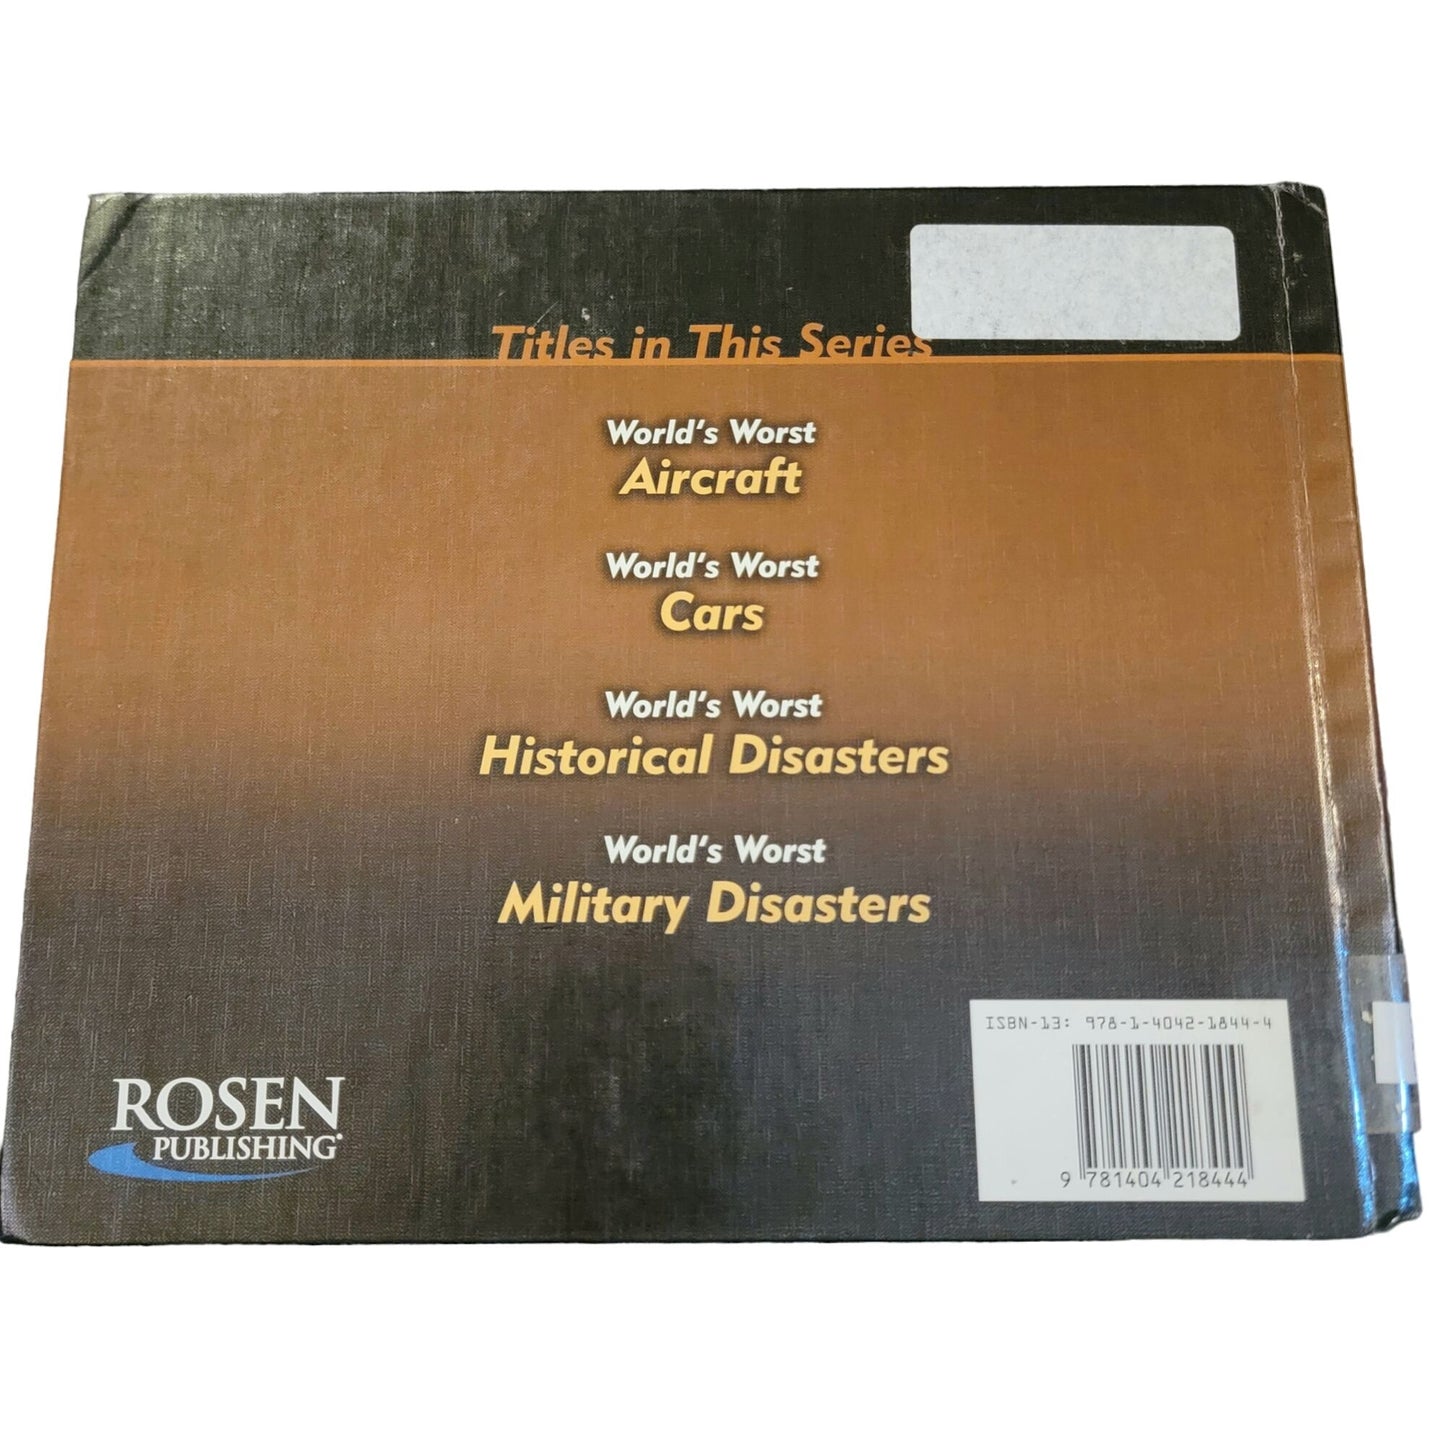 Titles in This Series
World's Worst
Aircraft
World's Worst
Cars
World's Worst
Historical Disasters
World's Worst
Military Disasters
ISBN-13: 978-1-4042-1844-4
9 781404 218444
ROSEN
PUBLISHING®